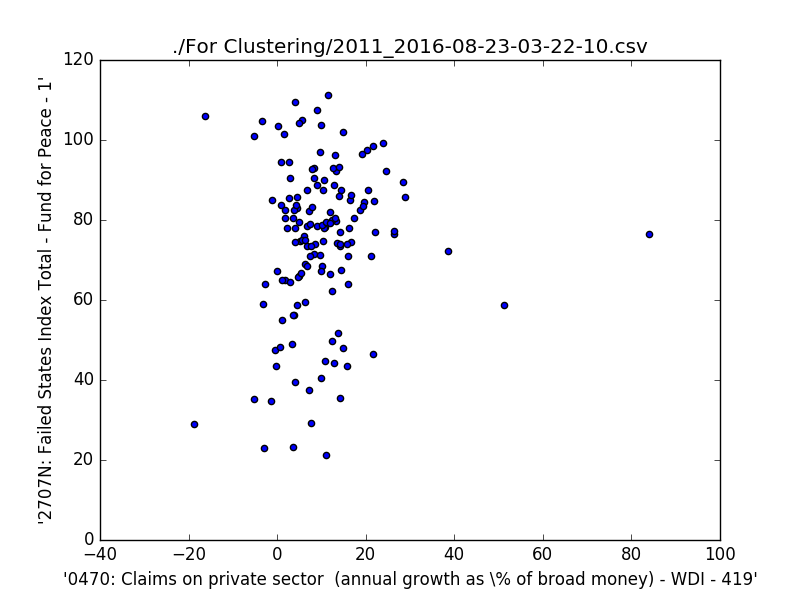 ./For Clustering/2011_2016-08-23-03-22-10.csv
120
100
80
60
40
20
0
'2707N: Failed States Index Total - Fund for Peace - 1'
−40 −20 0 20 40 60 80 100
'0470: Claims on private sector  (annual growth as \% of broad money) - WDI - 419'